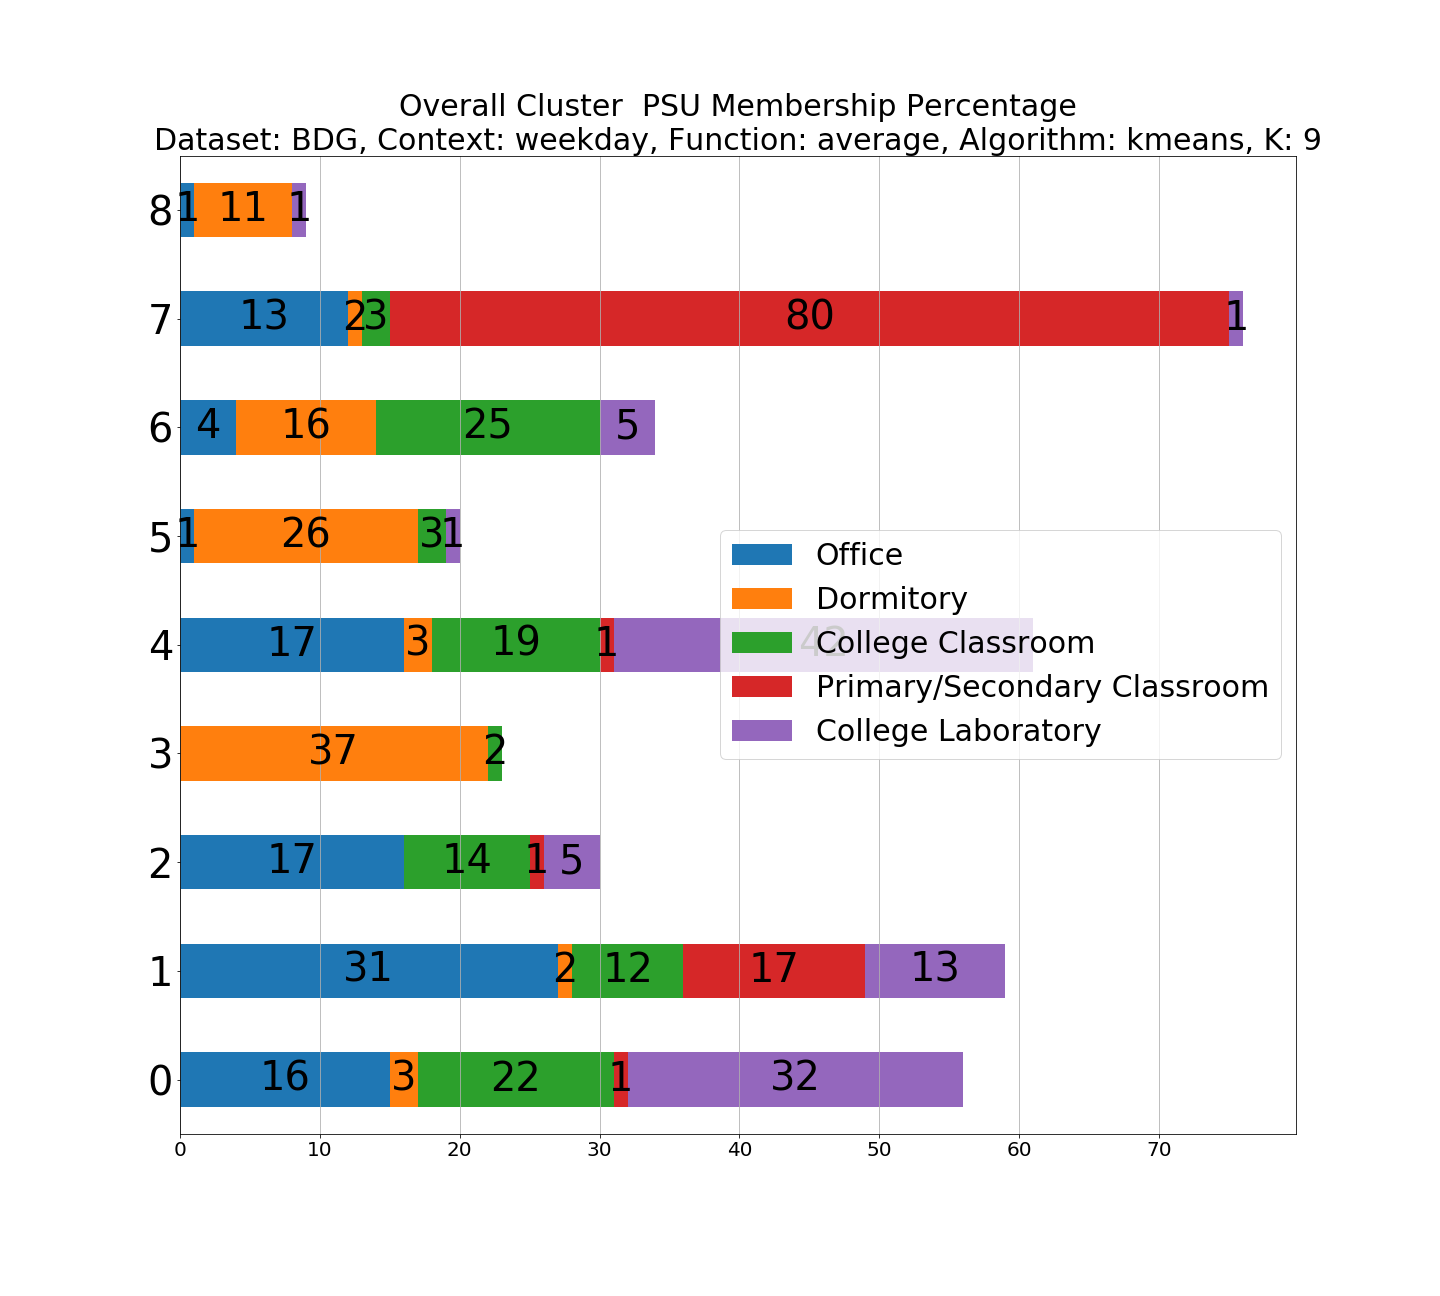 Overall Cluster  PSU Membership Percentage
Dataset: BDG, Context: weekday, Function: average, Algorithm: kmeans, K: 9
8 1 11 1
7 13 2 3 80 1
6 4 16 25 5
5 1 26 3 1
Office
Dormitory
4 17 3 19 1 42
College Classroom
Primary/Secondary Classroom
College Laboratory
3 37 2
2 17 14 1 5
1 31 2 12 17 13
0 16 3 22 1 32
0 10 20 30 40 50 60 70